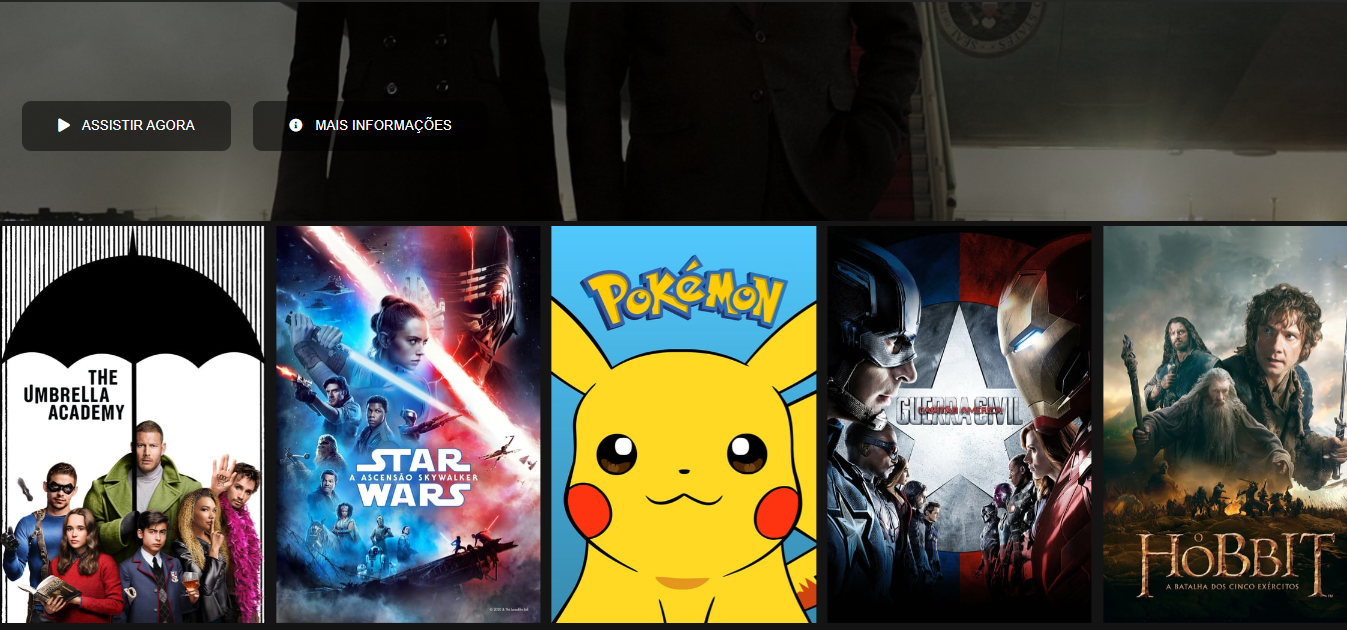 ASSISTIR AGORA
MAIS INFORMAÇÕES
THE
UMBRELLA
ACADEMY
STAR
A ASCENSÃO SKYWALKER
WARS
POKéMON
CAPITÃO AMÉRICA
GUERRA CIVIL
O
HOBBIT
A BATALHA DOS CINCO EXÉRCITOS